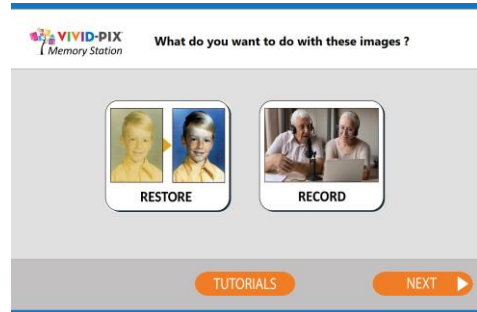 VIVID-PIX
Memory Station
What do you want to do with these images ?
RESTORE
RECORD
TUTORIALS
NEXT